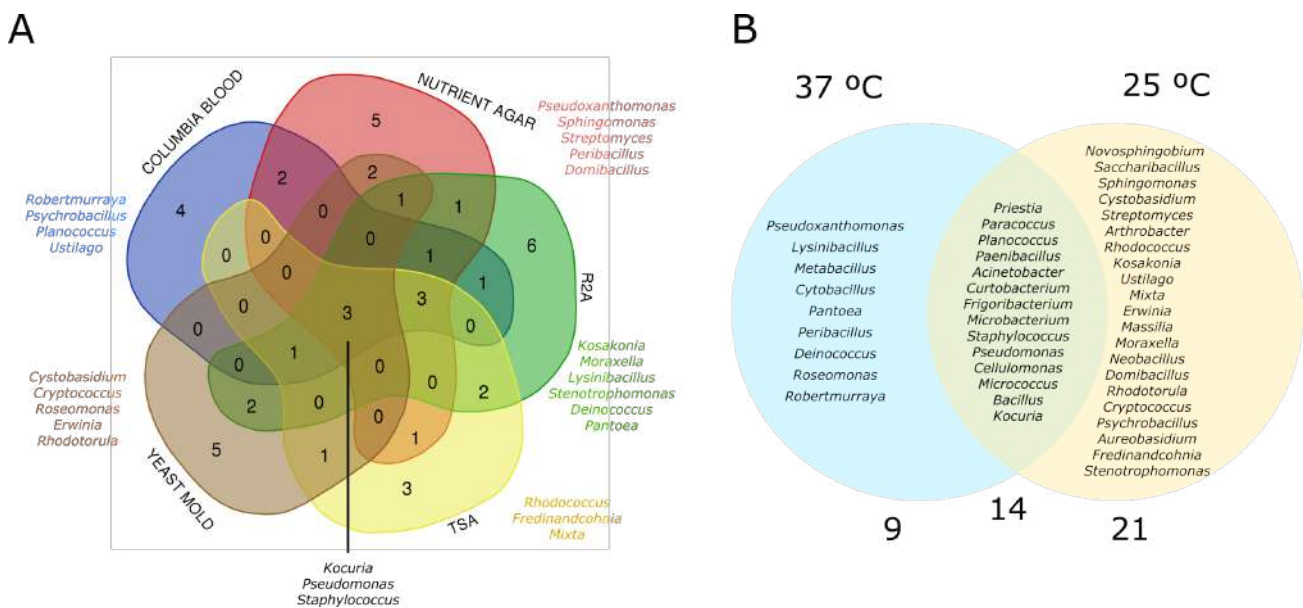 A
COLUMBIA BLOOD
NUTRIENT AGAR
R2A
TSA
YEAST MOLD
Pseudoxanthomonas
Sphingomonas
Streptomyces
Peribacillus
Domibacillus
Robertmurraya
Psychrobacillus
Planococcus
Ustilago
5
2
2
1
1
4
0
0
0
6
0
0
1
1
0
3
0
3
0
0
1
0
0
0
2
2
0
0
1
5
1
3
Kosakonia
Moraxella
Lysinibacillus
Stenotrophomonas
Deinococcus
Pantoea
Cystobasidium
Cryptococcus
Roseomonas
Erwinia
Rhodotorula
Rhodococcus
Fredinandcohnia
Mixta
Kocuria
Pseudomonas
Staphylococcus
B
37 ºC
25 ºC
Pseudoxanthomonas
Lysinibacillus
Metabacillus
Cytobacillus
Pantoea
Peribacillus
Deinococcus
Roseomonas
Robertmurraya
Priestia
Paracoccus
Planococcus
Paenibacillus
Acinetobacter
Curtobacterium
Frigoribacterium
Microbacterium
Staphylococcus
Pseudomonas
Cellulomonas
Micrococcus
Bacillus
Kocuria
Novosphingobium
Saccharibacillus
Sphingomonas
Cystobasidium
Streptomyces
Arthrobacter
Rhodococcus
Kosakonia
Ustilago
Mixta
Erwinia
Massilia
Moraxella
Neobacillus
Domibacillus
Rhodotorula
Cryptococcus
Psychrobacillus
Aureobasidium
Fredinandcohnia
Stenotrophomonas
9
14
21